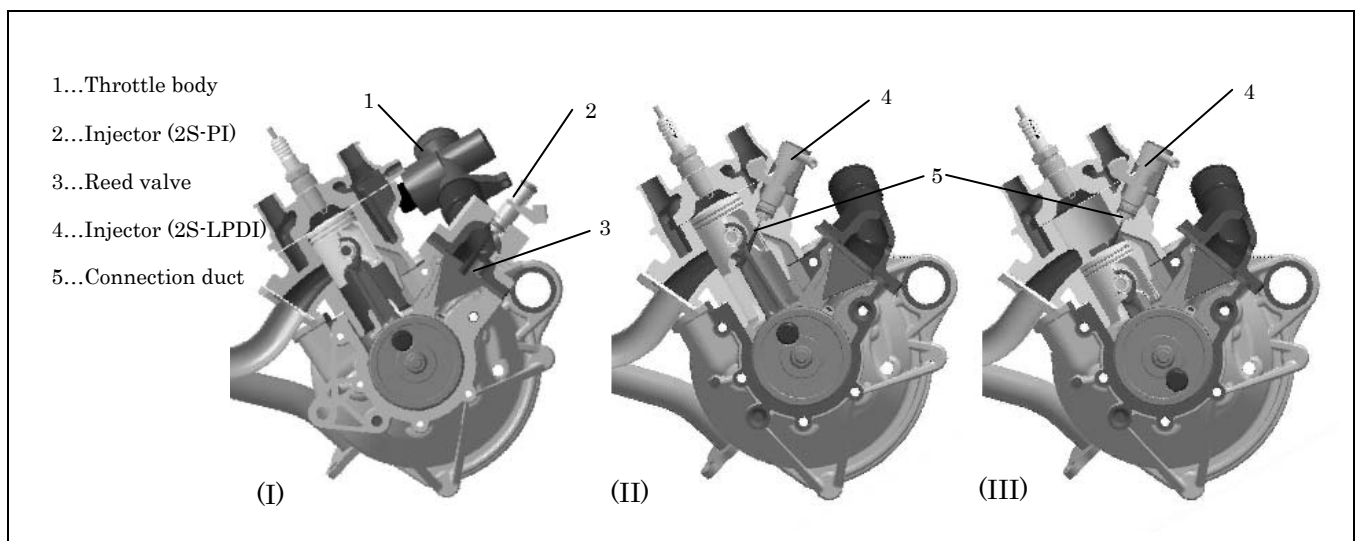 1…Throttle body
2…Injector (2S-PI)
3…Reed valve
4…Injector (2S-LPDI)
5…Connection duct
1
2
3
4
5
4
(I)
(II)
(III)